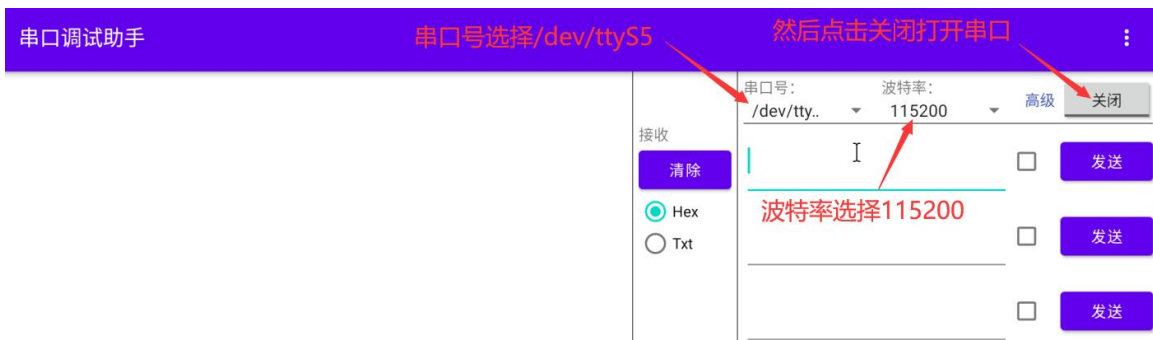 串口调试助手
串口号选择/dev/ttyS5
然后点击关闭打开串口
串口号：
波特率：
/dev/tty..
115200
高级
关闭
接收
清除
发送
Hex
波特率选择115200
Txt
发送
发送